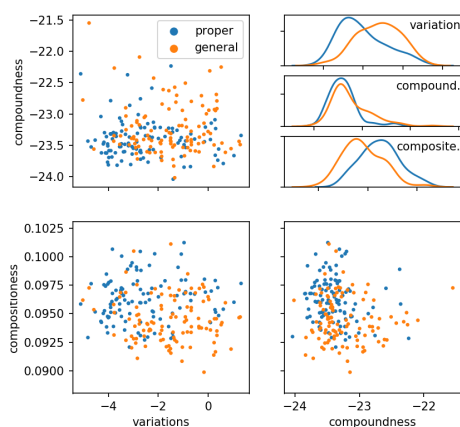 −21.5
−22.0
−22.5
−23.0
−23.5
−24.0
compoundness
proper
general
variation
compound.
composite.
0.1025
0.1000
0.0975
0.0950
0.0925
0.0900
compositioness
−4
−2
0
variations
−24
−23
−22
compoundness